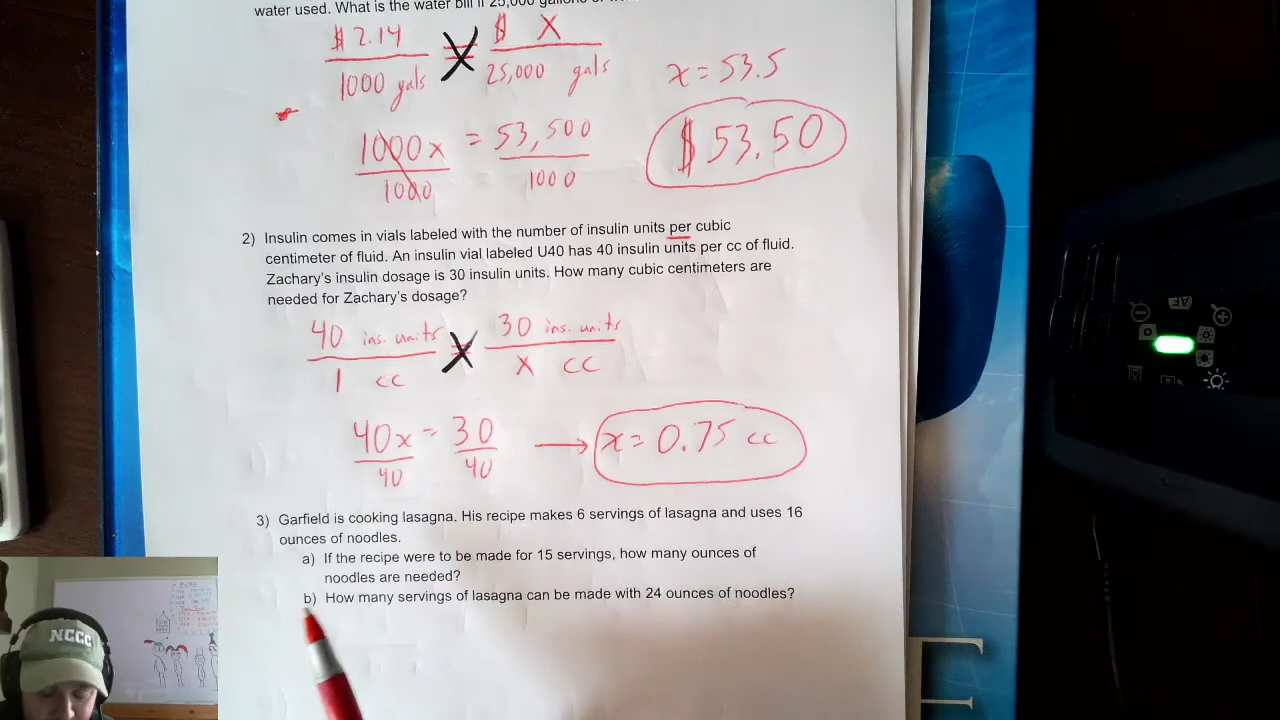 water used. What is the water bill if 25,000 gallons of
$ 2.14 = $ X
1000 gals 25,000 gals
x = 53.5
1000x = 53,500
1000 1000
$53.50
2) Insulin comes in vials labeled with the number of insulin units per cubic
centimeter of fluid. An insulin vial labeled U40 has 40 insulin units per cc of fluid.
Zachary's insulin dosage is 30 insulin units. How many cubic centimeters are
needed for Zachary's dosage?
40 ins. units = 30 ins. units
1 cc x cc
40x = 30 → x = 0.75 cc
40 40
3) Garfield is cooking lasagna. His recipe makes 6 servings of lasagna and uses 16
ounces of noodles.
a) If the recipe were to be made for 15 servings, how many ounces of
noodles are needed?
b) How many servings of lasagna can be made with 24 ounces of noodles?
NCCC
AF